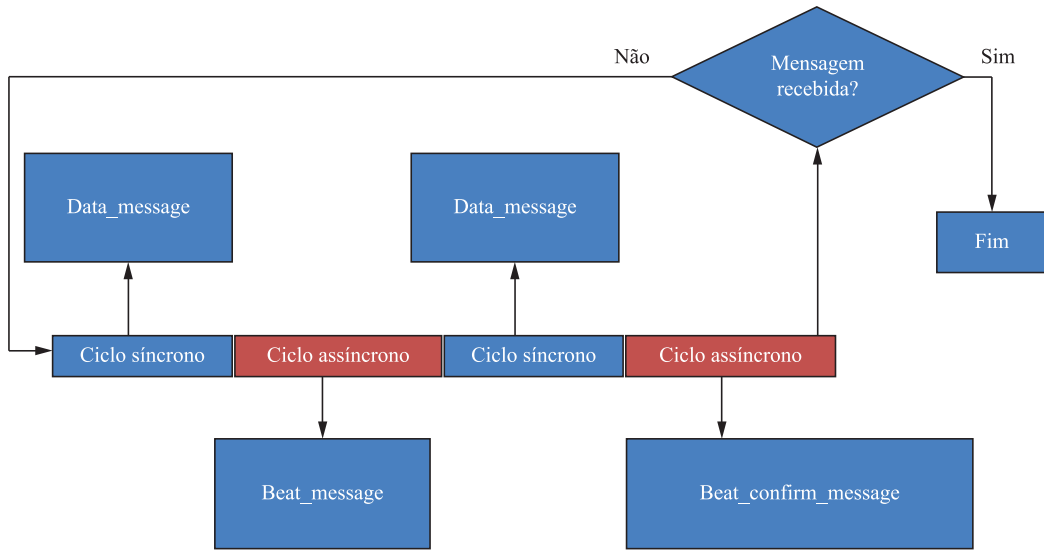 Não
Mensagem
recebida?
Sim
Data_message
Data_message
Fim
Ciclo síncrono
Ciclo assíncrono
Ciclo síncrono
Ciclo assíncrono
Beat_message
Beat_confirm_message